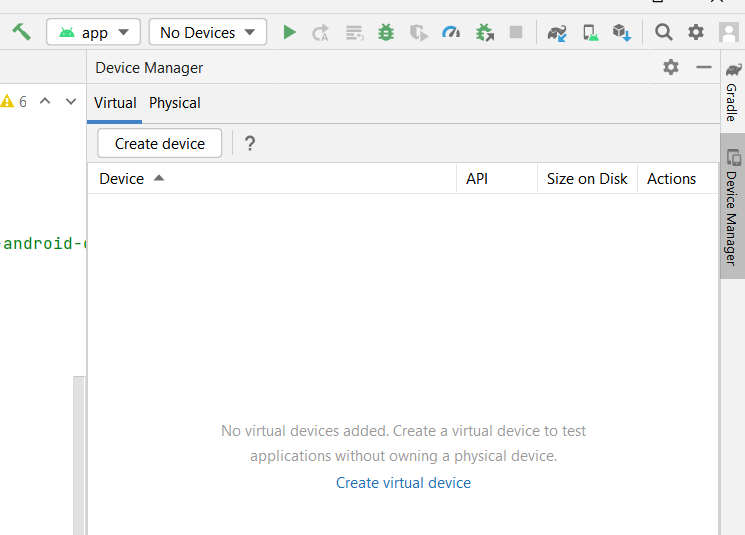 app
No Devices
Device Manager
6
Virtual Physical
Create device
?
Device API Size on Disk Actions
-android-
No virtual devices added. Create a virtual device to test
applications without owning a physical device.
Create virtual device
Gradle
Device Manager